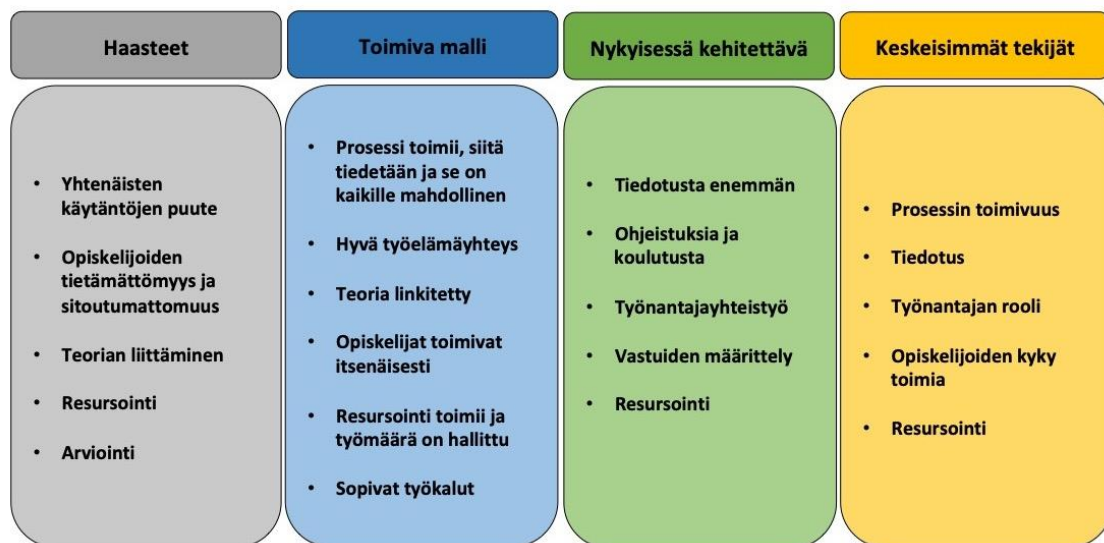 Haasteet
• Yhtenäisten
käytäntöjen puute
• Opiskelijoiden
tietämättömyys ja
sitoutumattomuus
• Teorian liittäminen
• Resursointi
• Arviointi
Toimiva malli
• Prosessi toimii, siitä
tiedetään ja se on
kaikille mahdollinen
• Hyvä työelämäyhteys
• Teoria linkitetty
• Opiskelijat toimivat
itsenäisesti
• Resursointi toimii ja
työmäärä on hallittu
• Sopivat työkalut
Nykyisessä kehitettävä
• Tiedotusta enemmän
• Ohjeistuksia ja
koulutusta
• Työnantajayhteistyö
• Vastuiden määrittely
• Resursointi
Keskeisimmät tekijät
• Prosessin toimivuus
• Tiedotus
• Työnantajan rooli
• Opiskelijoiden kyky
toimia
• Resursointi